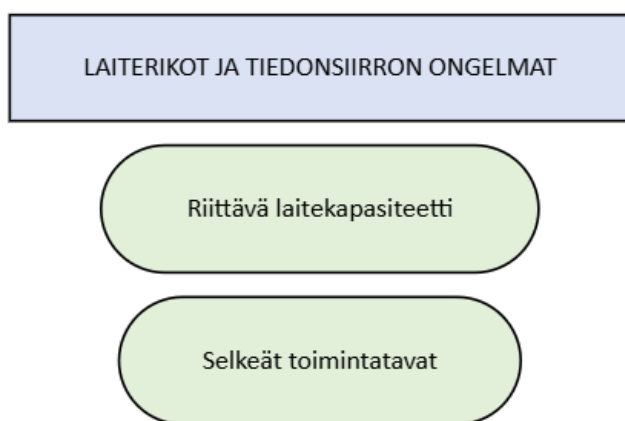 LAITERIKOT JA TIEDONSIIRRON ONGELMAT
Riittävä laitekapasiteetti
Selkeät toimintatavat